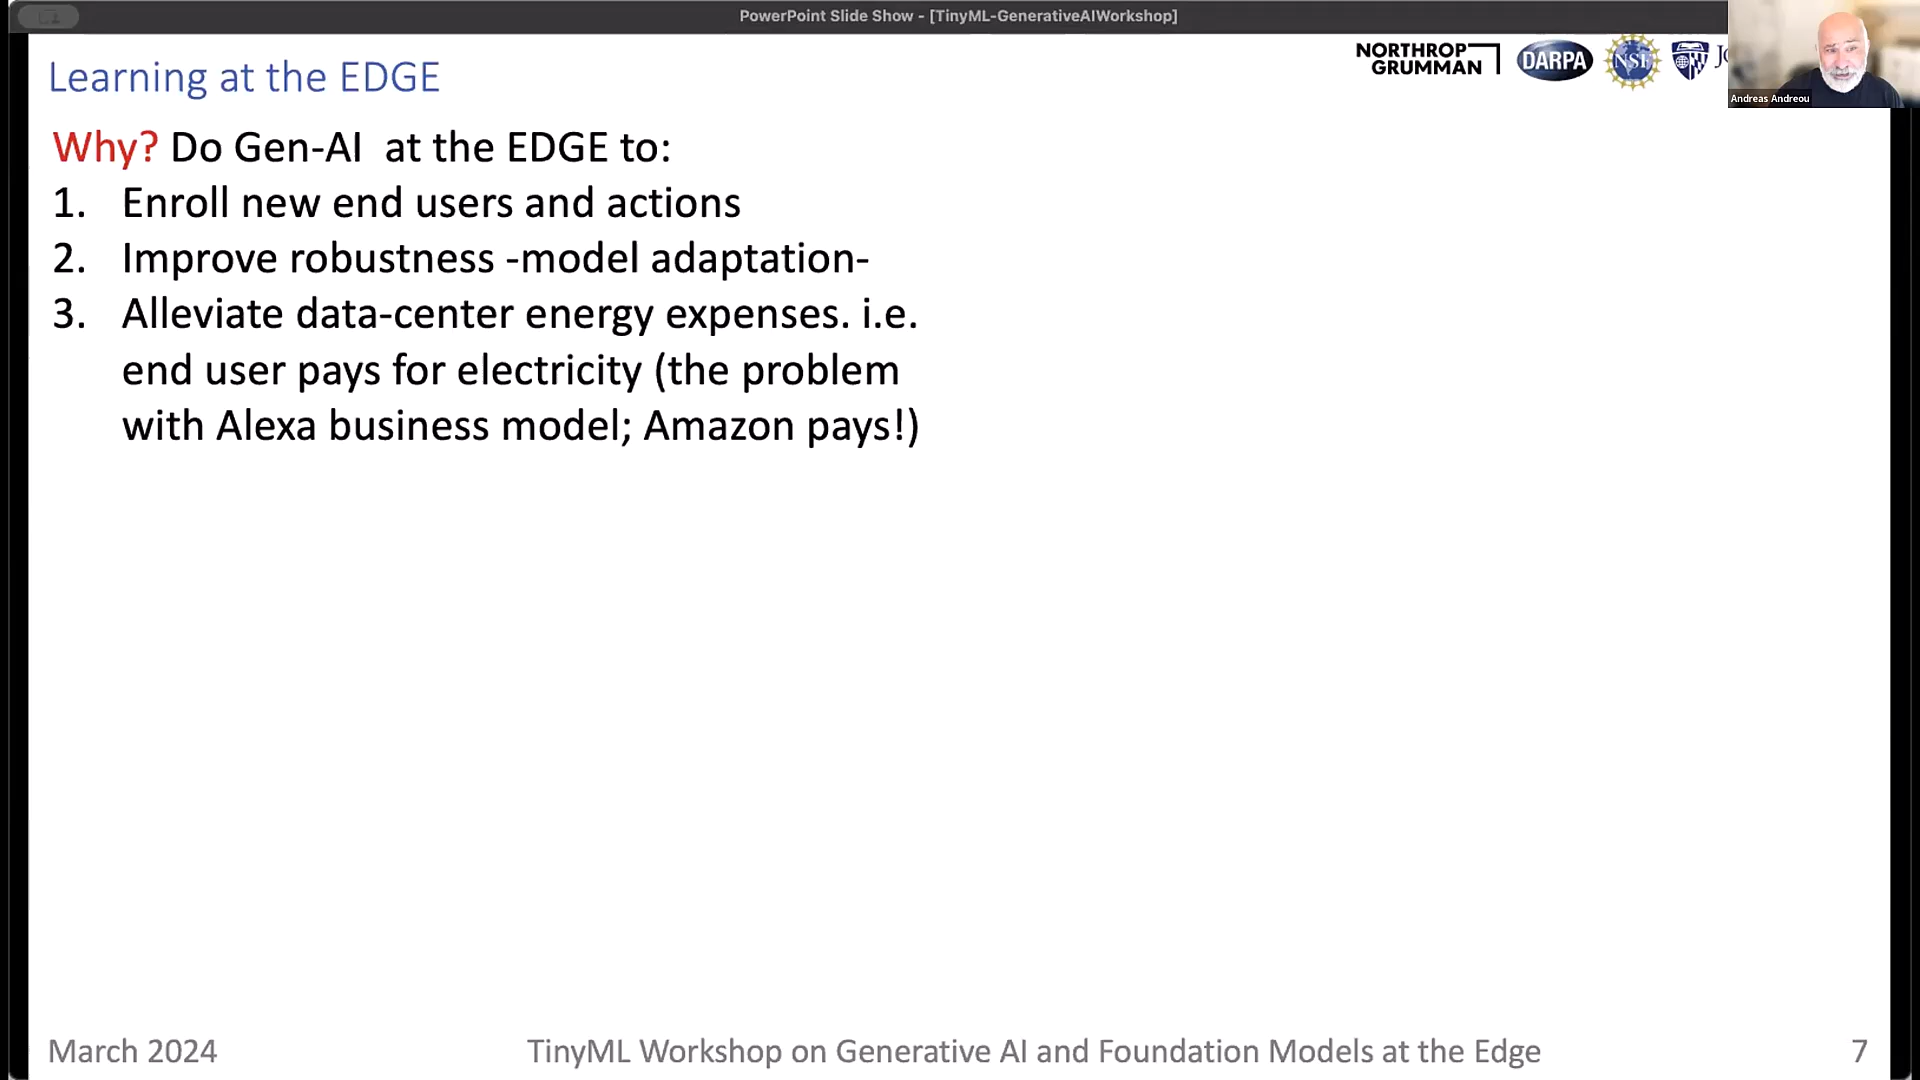 PowerPoint Slide Show - [TinyML-GenerativeAIWorkshop]
Learning at the EDGE
NORTHROP
GRUMMAN
DARPA
NSF
Andreas Andreou
Why? Do Gen-AI at the EDGE to:
1. Enroll new end users and actions
2. Improve robustness -model adaptation-
3. Alleviate data-center energy expenses. i.e.
end user pays for electricity (the problem
with Alexa business model; Amazon pays!)
March 2024
TinyML Workshop on Generative AI and Foundation Models at the Edge
7